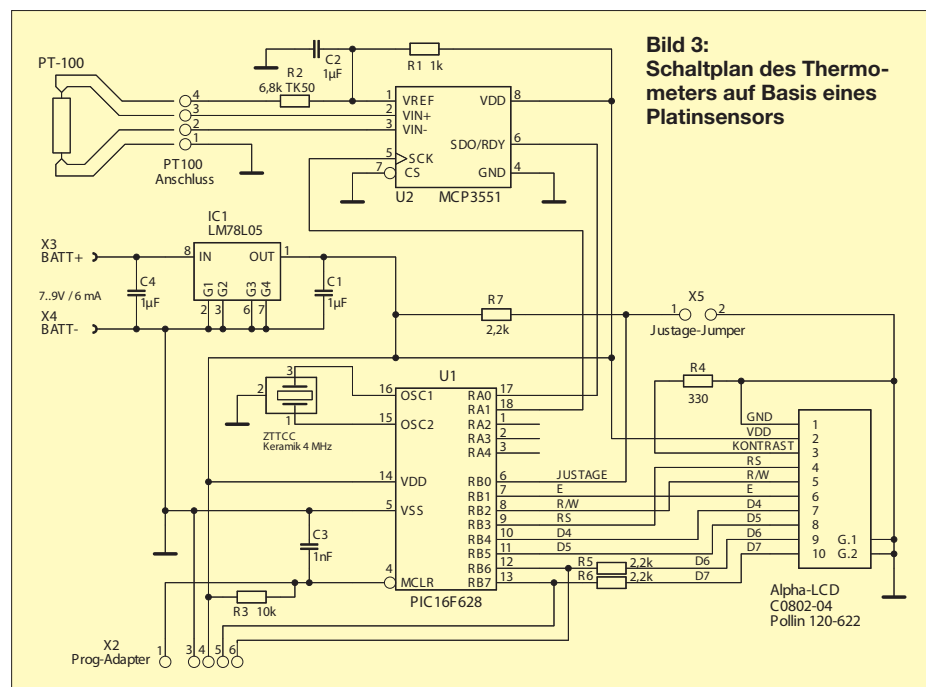 Bild 3:
Schaltplan des Thermo-
meters auf Basis eines
Platinsensors
PT-100
4
3
2
1
PT100
Anschluss
R2
6,8k TK50
C2
1µF
R1 1k
1 VREF
2 VIN+
3 VIN-
5 SCK
7 CS
VDD 8
SDO/RDY 6
GND 4
U2 MCP3551
IC1
LM78L05
X3
BATT+
8 IN
OUT 1
G1 G2 G3 G4
2 3 6 7
C4
1µF
C1
1µF
7..9V / 6 mA
X4
BATT-
R7
2,2k
X5
1 2
Justage-Jumper
R4
330
3
2
1
ZTTCC
Keramik 4 MHz
U1
16 OSC1
15 OSC2
14 VDD
5 VSS
4 MCLR
RA0 17
RA1 18
RA2 1
RA3 2
RA4 3
RB0 6 JUSTAGE
RB1 7 E
RB2 8 R/W
RB3 9 RS
RB4 10 D4
RB5 11 D5
RB6 12
RB7 13
PIC16F628
C3
1nF
R3 10k
R5 2,2k D6
R6 2,2k D7
GND 1
VDD 2
KONTRAST 3
RS 4
R/W 5
E 6
D4 7
D5 8
D6 9
D7 10
G.1
G.2
Alpha-LCD
C0802-04
Pollin 120-622
X2
Prog-Adapter
1 3 4 5 6